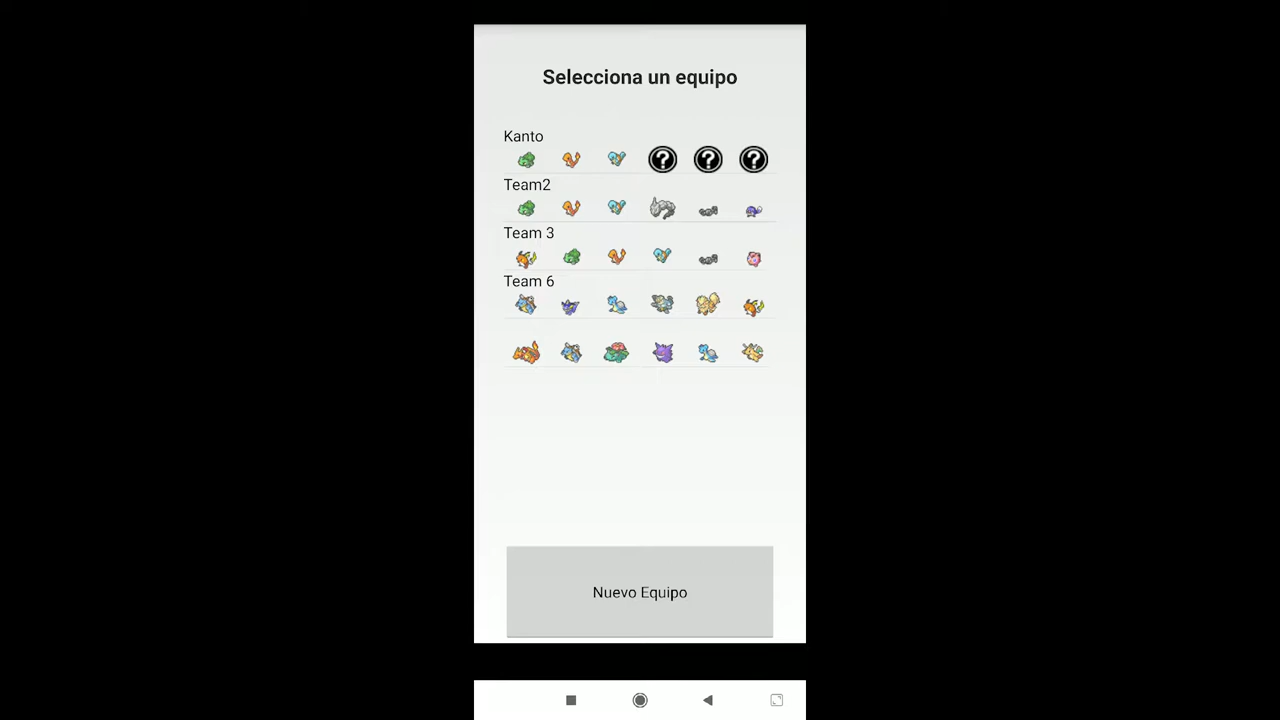 Selecciona un equipo
Kanto
? ? ?
Team2
Team 3
Team 6
Nuevo Equipo